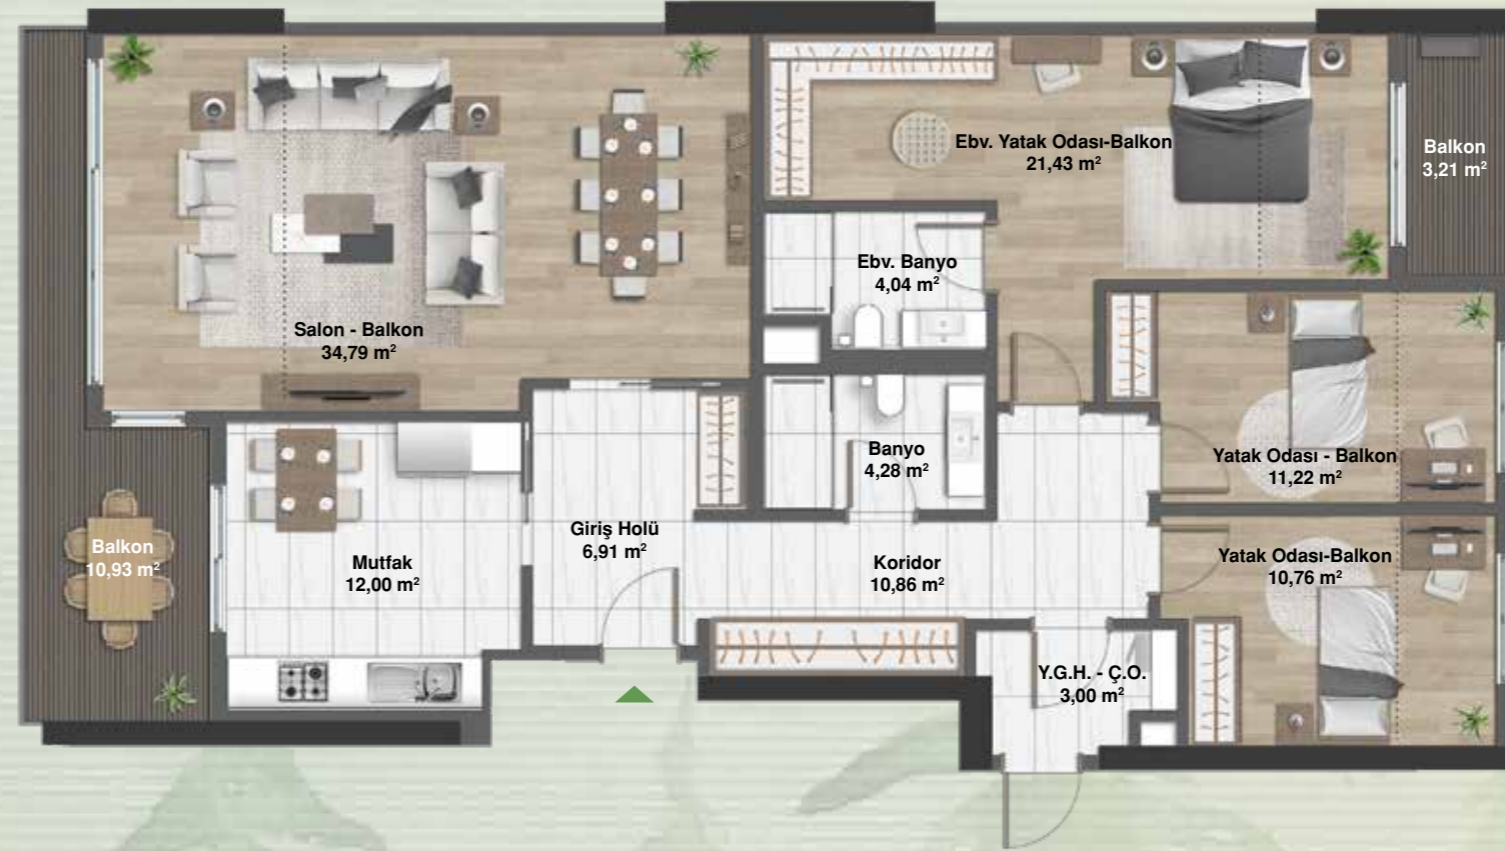 Ebv. Yatak Odası-Balkon
21,43 m²
Balkon
3,21 m²
Ebv. Banyo
4,04 m²
Salon - Balkon
34,79 m²
Banyo
4,28 m²
Yatak Odası - Balkon
11,22 m²
Balkon
10,93 m²
Mutfak
12,00 m²
Giriş Holü
6,91 m²
Koridor
10,86 m²
Yatak Odası-Balkon
10,76 m²
Y.G.H. - Ç.O.
3,00 m²